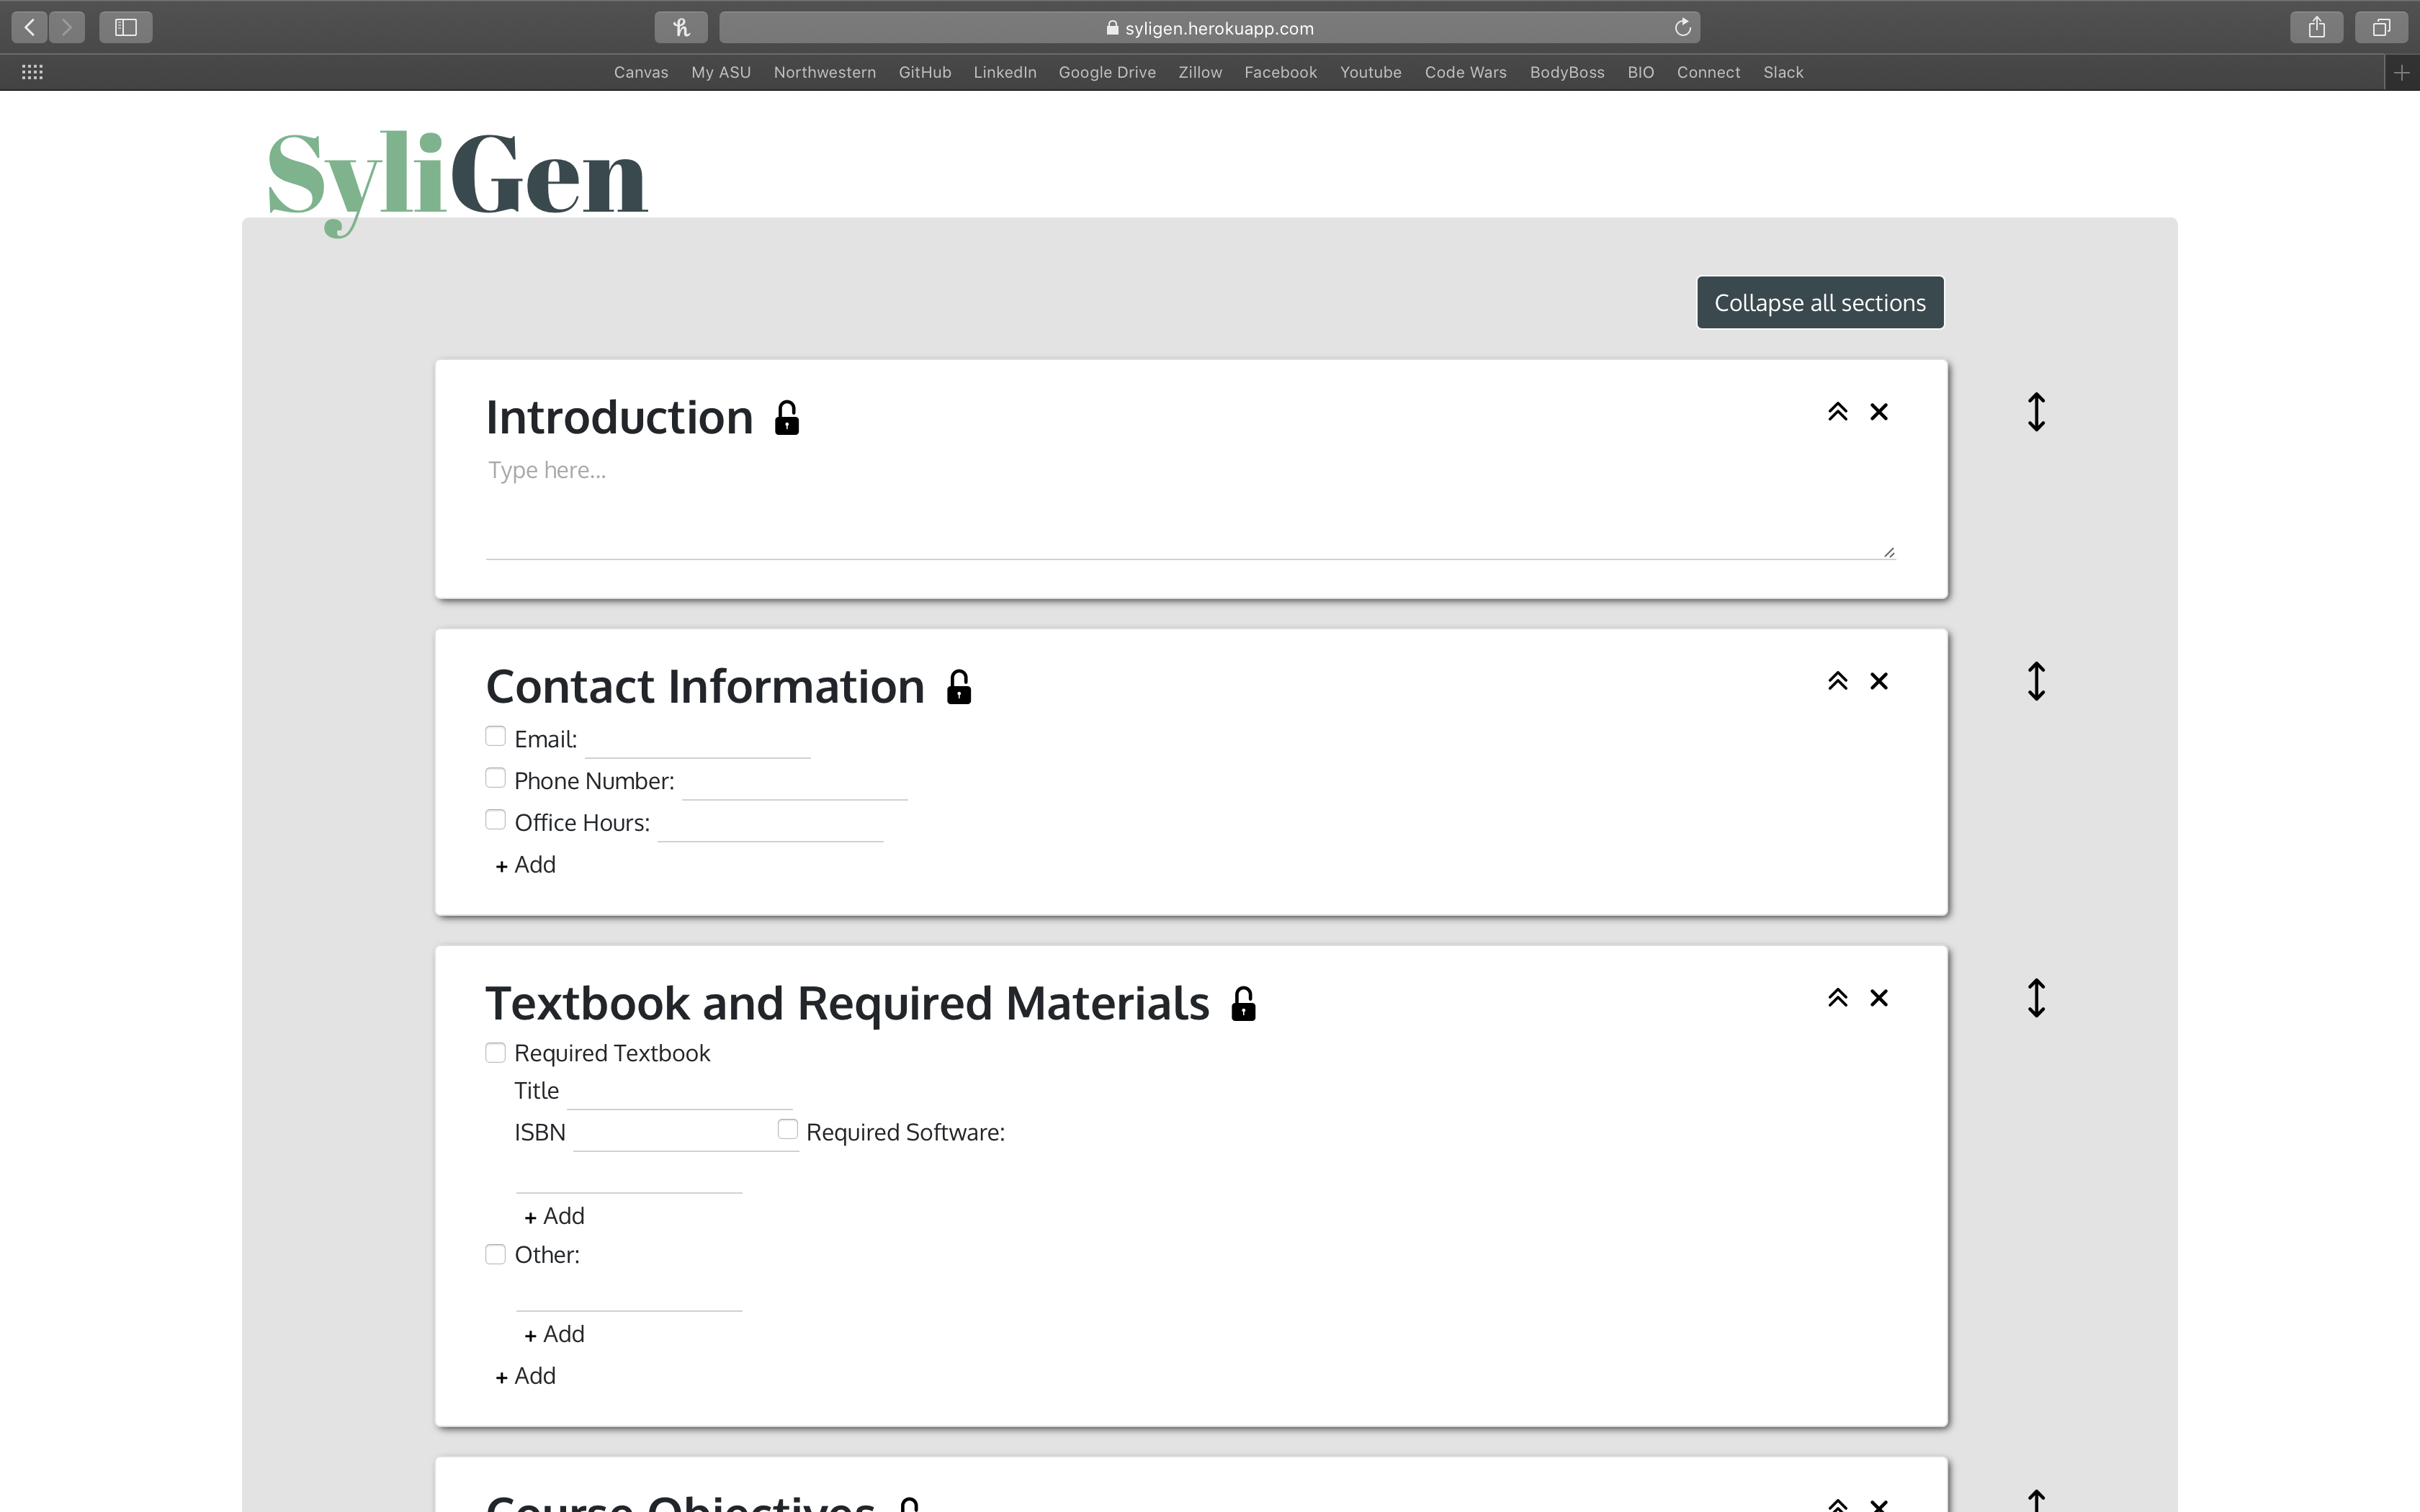 syligen.herokuapp.com
Canvas My ASU Northwestern GitHub LinkedIn Google Drive Zillow Facebook Youtube Code Wars BodyBoss BIO Connect Slack
SyliGen
Collapse all sections
Introduction
Type here...
Contact Information
Email:
Phone Number:
Office Hours:
+ Add
Textbook and Required Materials
Required Textbook
Title
ISBN Required Software:
+ Add
Other:
+ Add
+ Add
Course Objectives